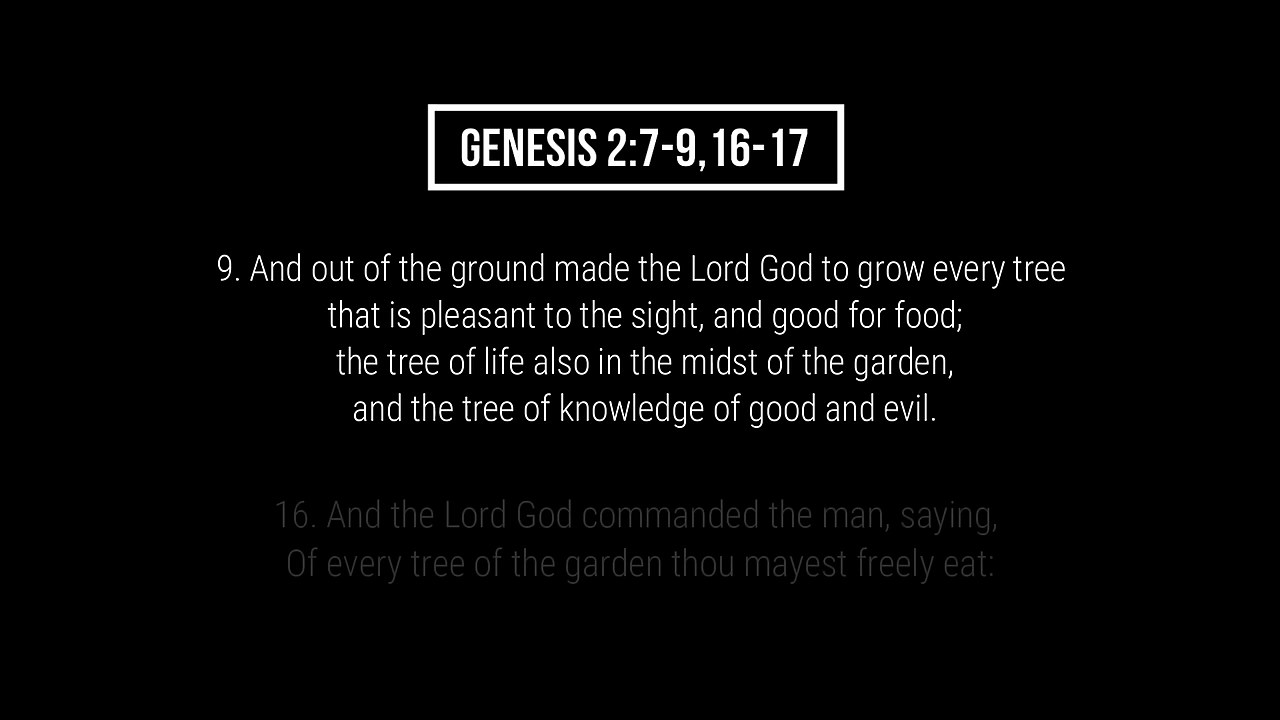 GENESIS 2:7-9,16-17
9. And out of the ground made the Lord God to grow every tree
that is pleasant to the sight, and good for food;
the tree of life also in the midst of the garden,
and the tree of knowledge of good and evil.
16. And the Lord God commanded the man, saying,
Of every tree of the garden thou mayest freely eat: